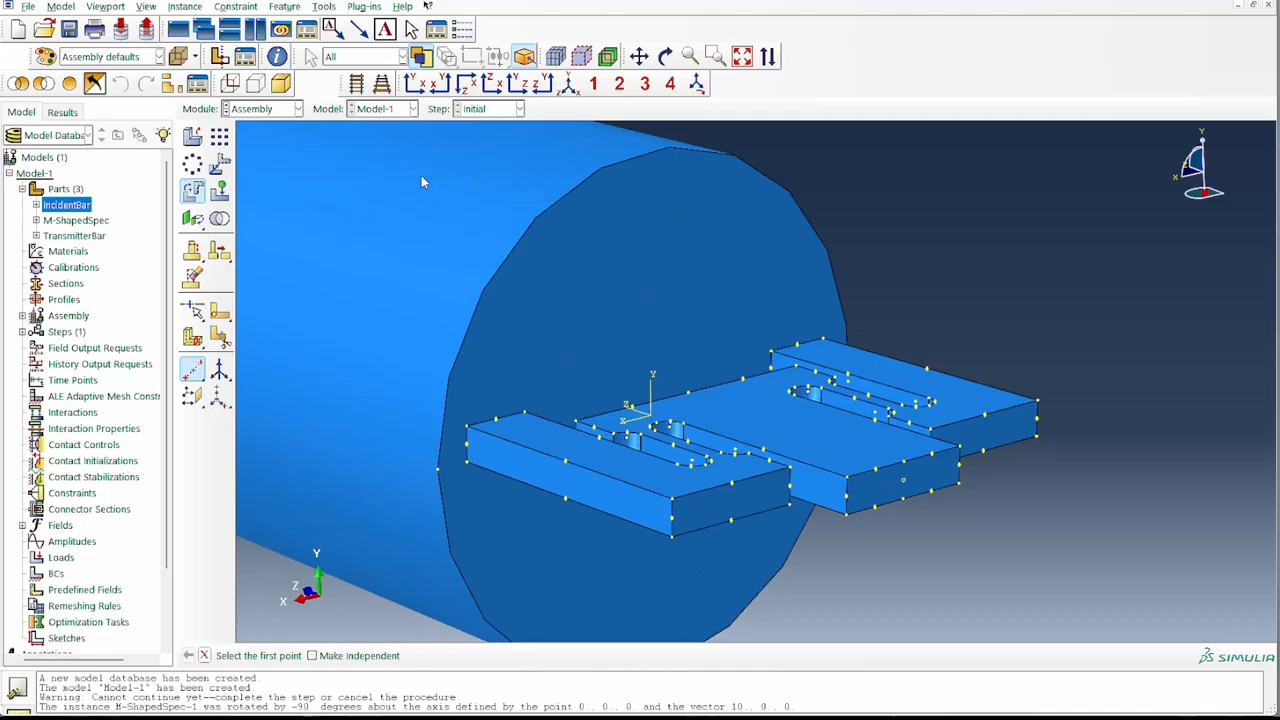 File Model Viewport View Instance Constraint Feature Tools Plug-ins Help
Assembly defaults All
1 2 3 4
Model Results Module: Assembly Model: Model-1 Step: Initial
Model Databa
Models (1)
Model-1
Parts (3)
IncidentBar
M-ShapedSpec
TransmitterBar
Materials
Calibrations
Sections
Profiles
Assembly
Steps (1)
Field Output Requests
History Output Requests
Time Points
ALE Adaptive Mesh Constr
Interactions
Interaction Properties
Contact Controls
Contact Initializations
Contact Stabilizations
Constraints
Connector Sections
Fields
Amplitudes
Loads
BCs
Predefined Fields
Remeshing Rules
Optimization Tasks
Sketches
Y
X
Y
Z
X
Y
Z
X
Select the first point Make Independent
SIMULIA
A new model database has been created.
The model "Model-1" has been created.
Warning: Cannot continue yet--complete the step or cancel the procedure.
The instance M-ShapedSpec-1 was rotated by -90. degrees about the axis defined by the point 0., 0., 0. and the vector 10., 0., 0.